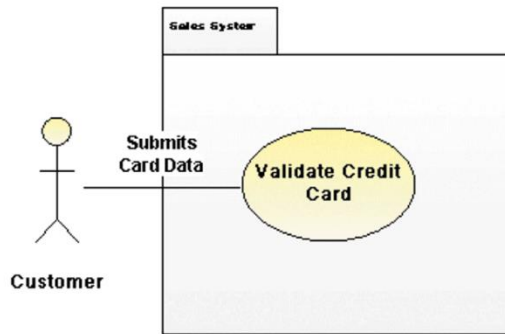 Sales System
Submits
Card Data
Validate Credit
Card
Customer